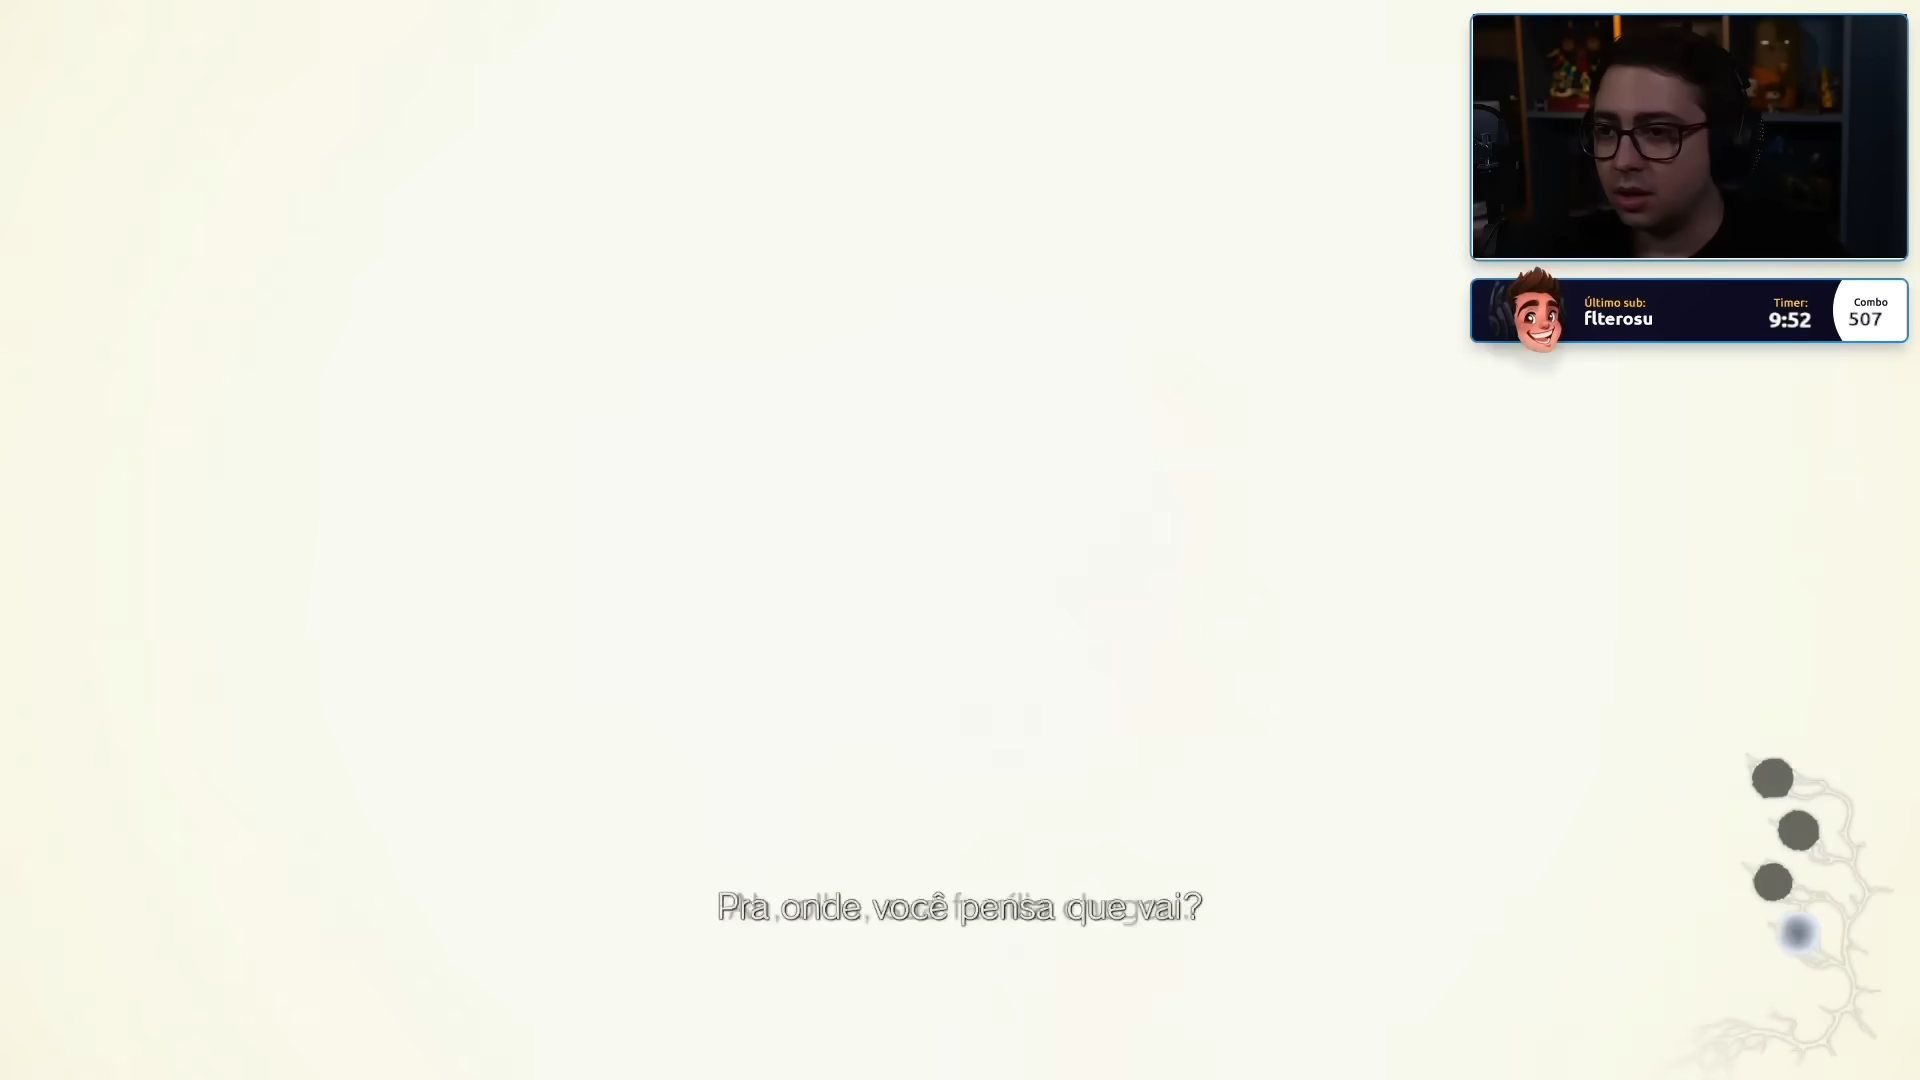 Último sub:
flterosu
Timer:
9:52
Combo
507
Pra onde você pensa que vai?